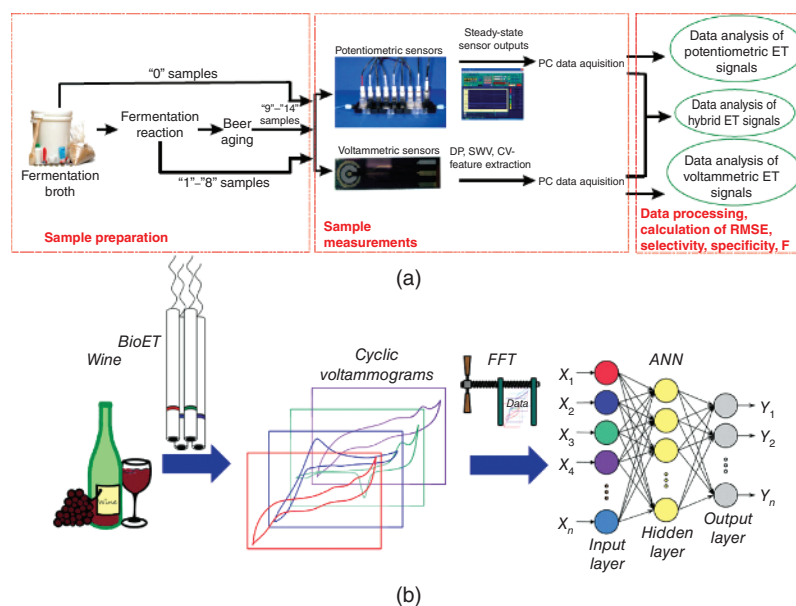 "0" samples
Fermentation
broth
Fermentation
reaction
Beer
aging
"9"–"14"
samples
"1"–"8" samples
Sample preparation
Potentiometric sensors
Steady-state
sensor outputs
PC data aquisition
Voltammetric sensors
DP, SWV, CV-
feature extraction
PC data aquisition
Sample
measurements
Data analysis of
potentiometric ET
signals
Data analysis of
hybrid ET signals
Data analysis of
voltammetric ET
signals
Data processing,
calculation of RMSE,
selectivity, specificity, F
(a)
BioET
Wine
Wine
Cyclic
voltammograms
FFT
Data
ANN
X1
X2
X3
X4
Xn
Y1
Y2
Yn
Input
layer
Hidden
layer
Output
layer
(b)